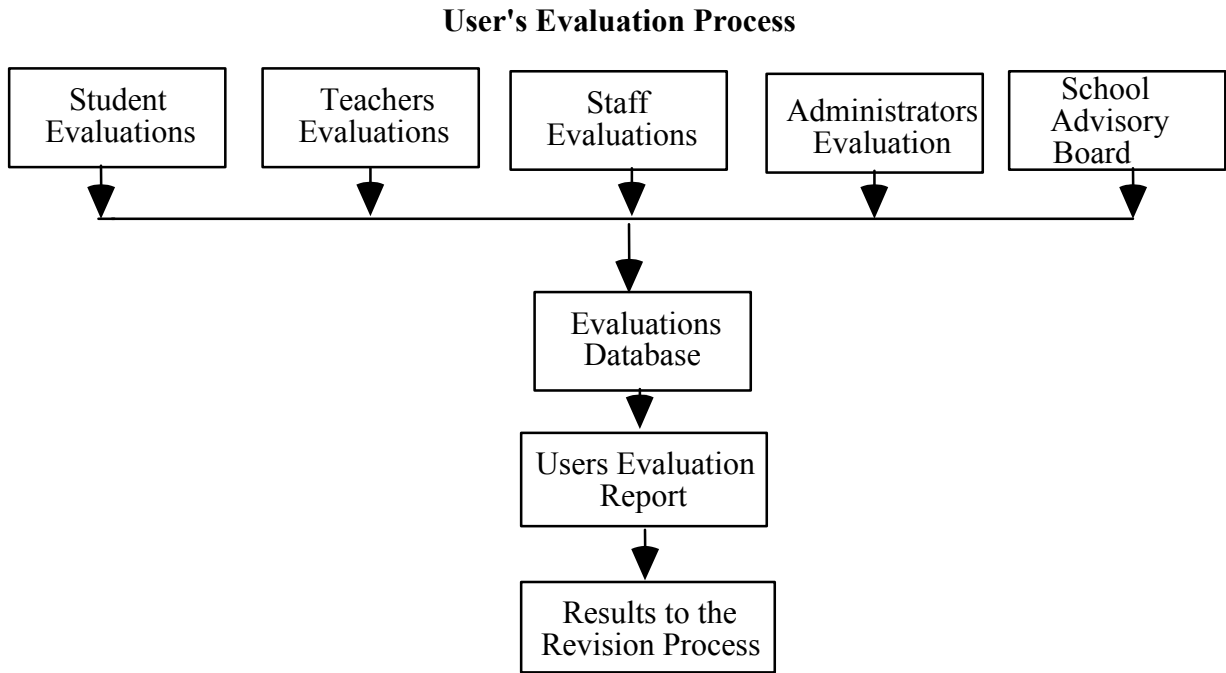 User's Evaluation Process
Student
Evaluations
Teachers
Evaluations
Staff
Evaluations
Administrators
Evaluation
School
Advisory
Board
Evaluations
Database
Users Evaluation
Report
Results to the
Revision Process